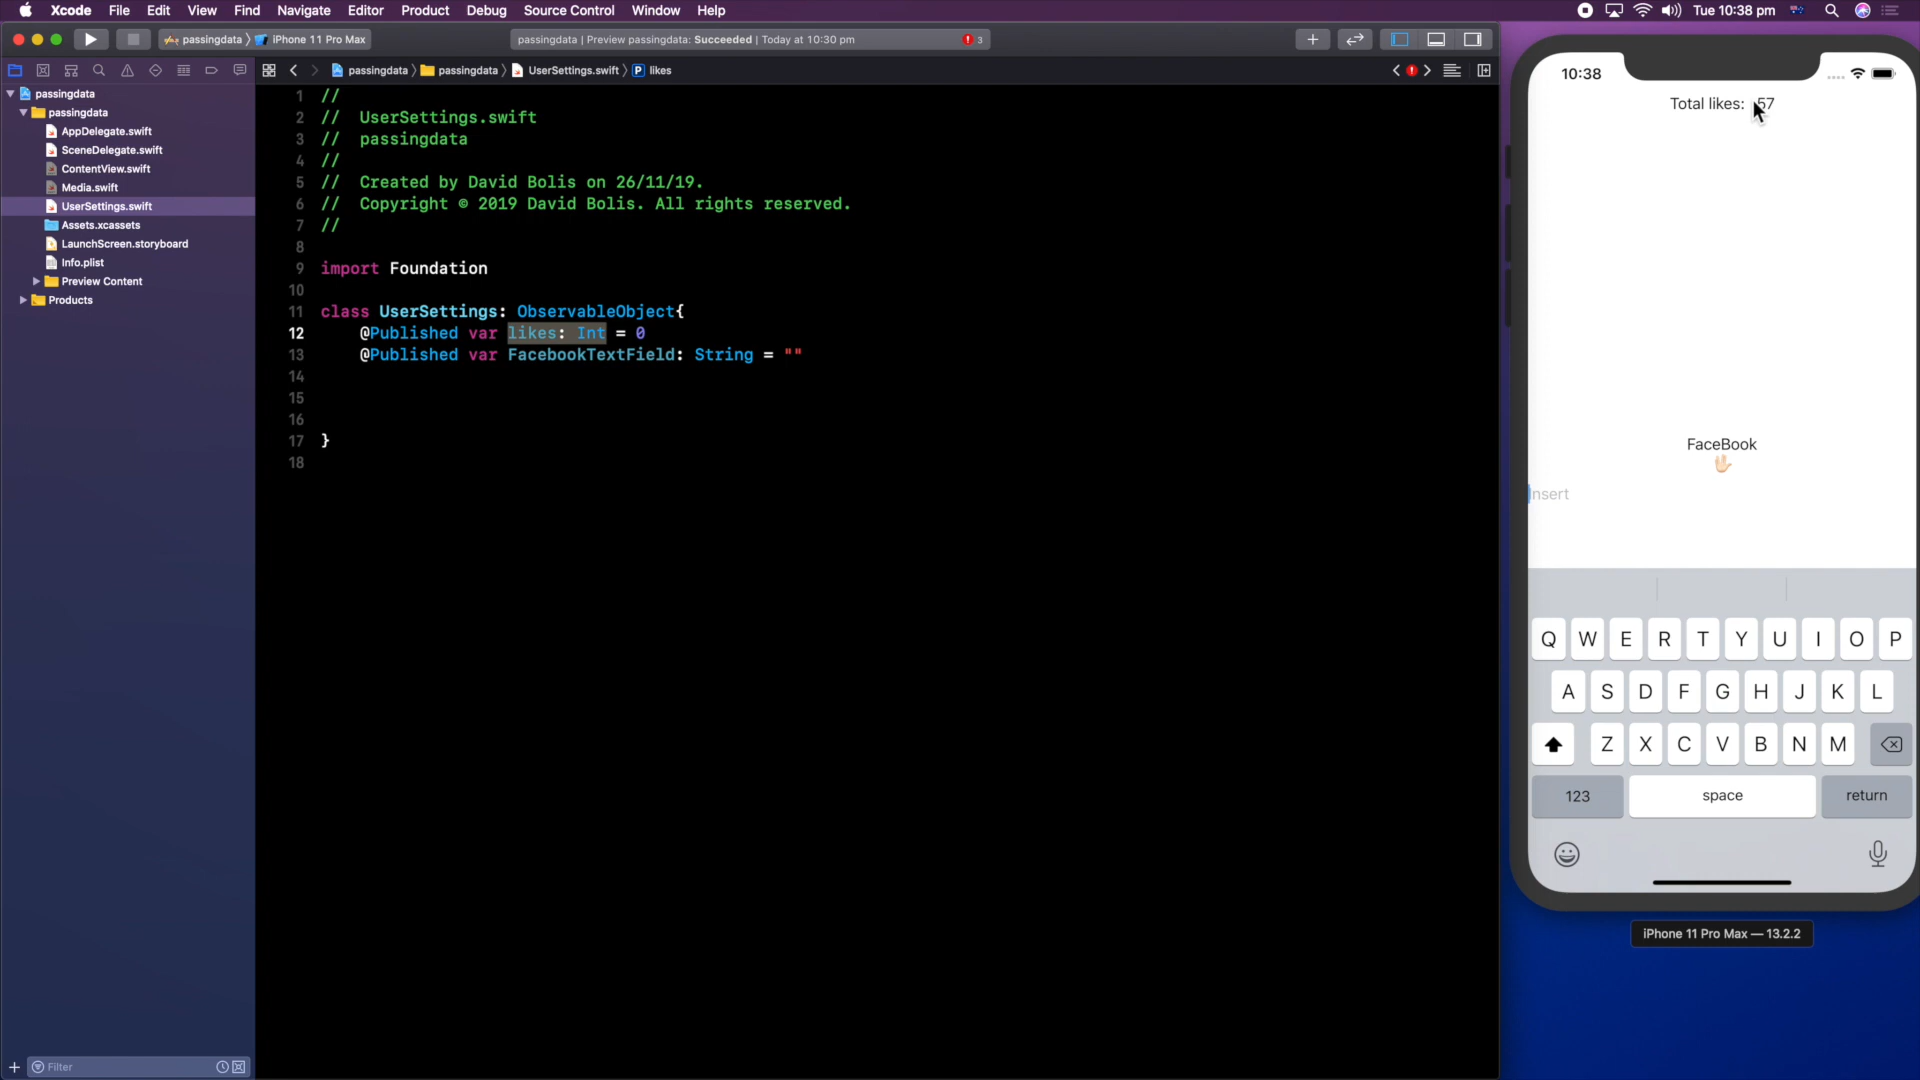 Xcode File Edit View Find Navigate Editor Product Debug Source Control Window Help
Tue 10:38 pm
passingdata iPhone 11 Pro Max
passingdata | Preview passingdata: Succeeded | Today at 10:30 pm
3
passingdata passingdata UserSettings.swift P likes
passingdata
passingdata
AppDelegate.swift
SceneDelegate.swift
ContentView.swift
Media.swift
UserSettings.swift
Assets.xcassets
LaunchScreen.storyboard
Info.plist
Preview Content
Products
Filter
1 //
2 // UserSettings.swift
3 // passingdata
4 //
5 // Created by David Bolis on 26/11/19.
6 // Copyright © 2019 David Bolis. All rights reserved.
7 //
8
9 import Foundation
10
11 class UserSettings: ObservableObject{
12 @Published var likes: Int = 0
13 @Published var FacebookTextField: String = ""
14
15
16
17 }
18
10:38
Total likes: 57
FaceBook
Insert
Q W E R T Y U I O P
A S D F G H J K L
Z X C V B N M
123 space return
iPhone 11 Pro Max — 13.2.2